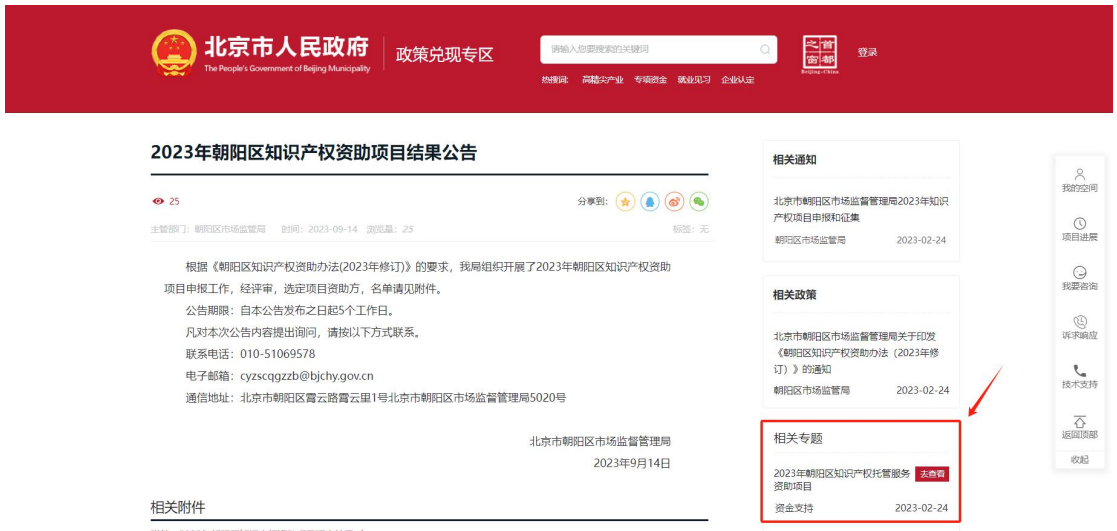 北京市人民政府
The People's Government of Beijing Municipality
政策兑现专区
请输入您要搜索的关键词
热搜词: 高精尖产业 专项资金 就业见习 企业认定
首都之窗
Beijing-China
登录
2023年朝阳区知识产权资助项目结果公告
25
分享到:
主管部门: 朝阳区市场监管局 时间: 2023-09-14 浏览量: 25
标签: 无
根据《朝阳区知识产权资助办法(2023年修订)》的要求，我局组织开展了2023年朝阳区知识产权资助
项目申报工作，经评审，选定项目资助方，名单请见附件。
公告期限：自本公告发布之日起5个工作日。
凡对本次公告内容提出询问，请按以下方式联系。
联系电话：010-51069578
电子邮箱：cyzscqgzzb@bjchy.gov.cn
通信地址：北京市朝阳区霄云路霄云里1号北京市朝阳区市场监督管理局5020号
北京市朝阳区市场监督管理局
2023年9月14日
相关附件
相关通知
北京市朝阳区市场监督管理局2023年知识
产权项目申报和征集
朝阳区市场监管局 2023-02-24
相关政策
北京市朝阳区市场监督管理局关于印发
《朝阳区知识产权资助办法（2023年修
订）》的通知
朝阳区市场监管局 2023-02-24
相关专题
2023年朝阳区知识产权托管服务 去查看
资助项目
资金支持 2023-02-24
我的空间
项目进展
我要咨询
诉求响应
技术支持
返回顶部
收起